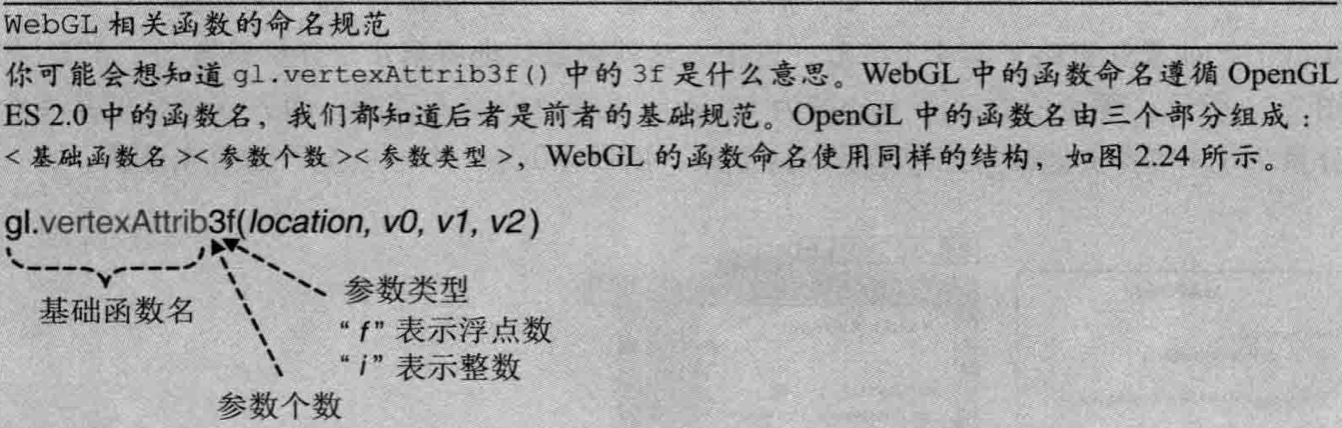 WebGL 相关函数的命名规范
你可能会想知道 gl.vertexAttrib3f() 中的 3f 是什么意思。WebGL 中的函数命名遵循 OpenGL
ES 2.0 中的函数名，我们都知道后者是前者的基础规范。OpenGL 中的函数名由三个部分组成：
<基础函数名><参数个数><参数类型>，WebGL 的函数命名使用同样的结构，如图 2.24 所示。
gl.vertexAttrib3f(location, v0, v1, v2)
基础函数名
参数类型
“f”表示浮点数
“i”表示整数
参数个数